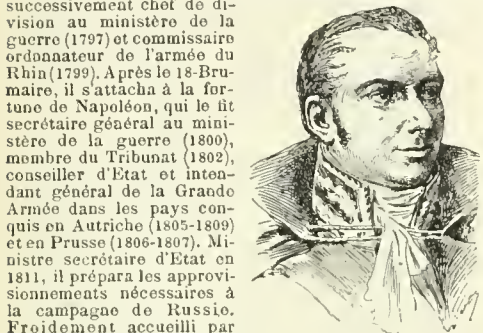 successivement chef de di-
vision au ministère de la
guerre (1797) et commissaire
ordonnateur de l'armée du
Rhin (1799). Après le 18-Bru-
maire, il s'attacha à la for-
tune de Napoléon, qui le fit
secrétaire général au mini-
stère de la guerre (1800),
membre du Tribunat (1802),
conseiller d'Etat et inten-
dant général de la Grande
Armée dans les pays con-
quis en Autriche (1805-1809)
et en Prusse (1806-1807). Mi-
nistre secrétaire d'Etat en
1811, il prépara les approvi-
sionnements nécessaires à
la campagne de Russie.
Froidement accueilli par